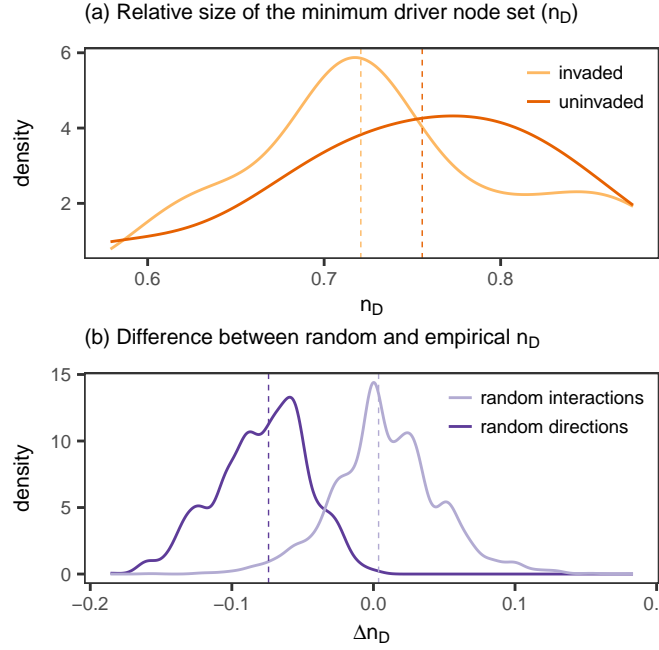 (a) Relative size of the minimum driver node set (nD)
6
4
2
density
invaded
uninvaded
0.6 0.7 0.8
nD
(b) Difference between random and empirical nD
15
10
5
0
density
random interactions
random directions
−0.2 −0.1 0.0 0.1 0.
ΔnD